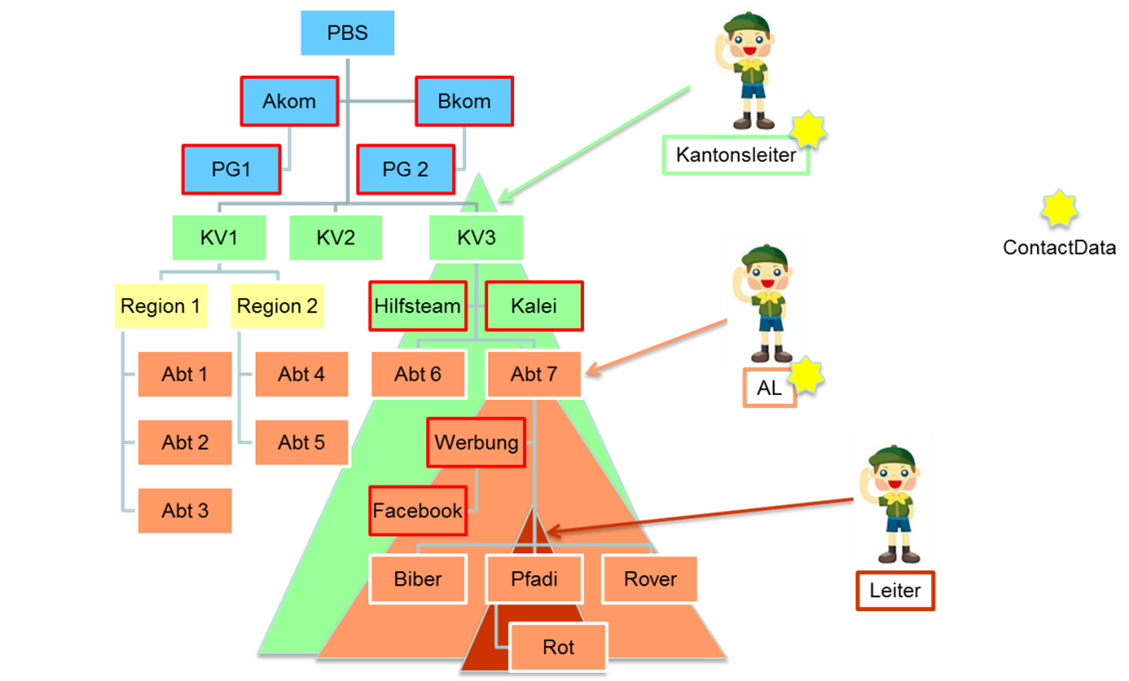 PBS
Akom
Bkom
PG1
PG 2
Kantonsleiter
KV1
KV2
KV3
ContactData
Region 1
Region 2
Hilfsteam
Kalei
Abt 1
Abt 4
Abt 6
Abt 7
AL
Abt 2
Abt 5
Werbung
Abt 3
Facebook
Biber
Pfadi
Rover
Leiter
Rot